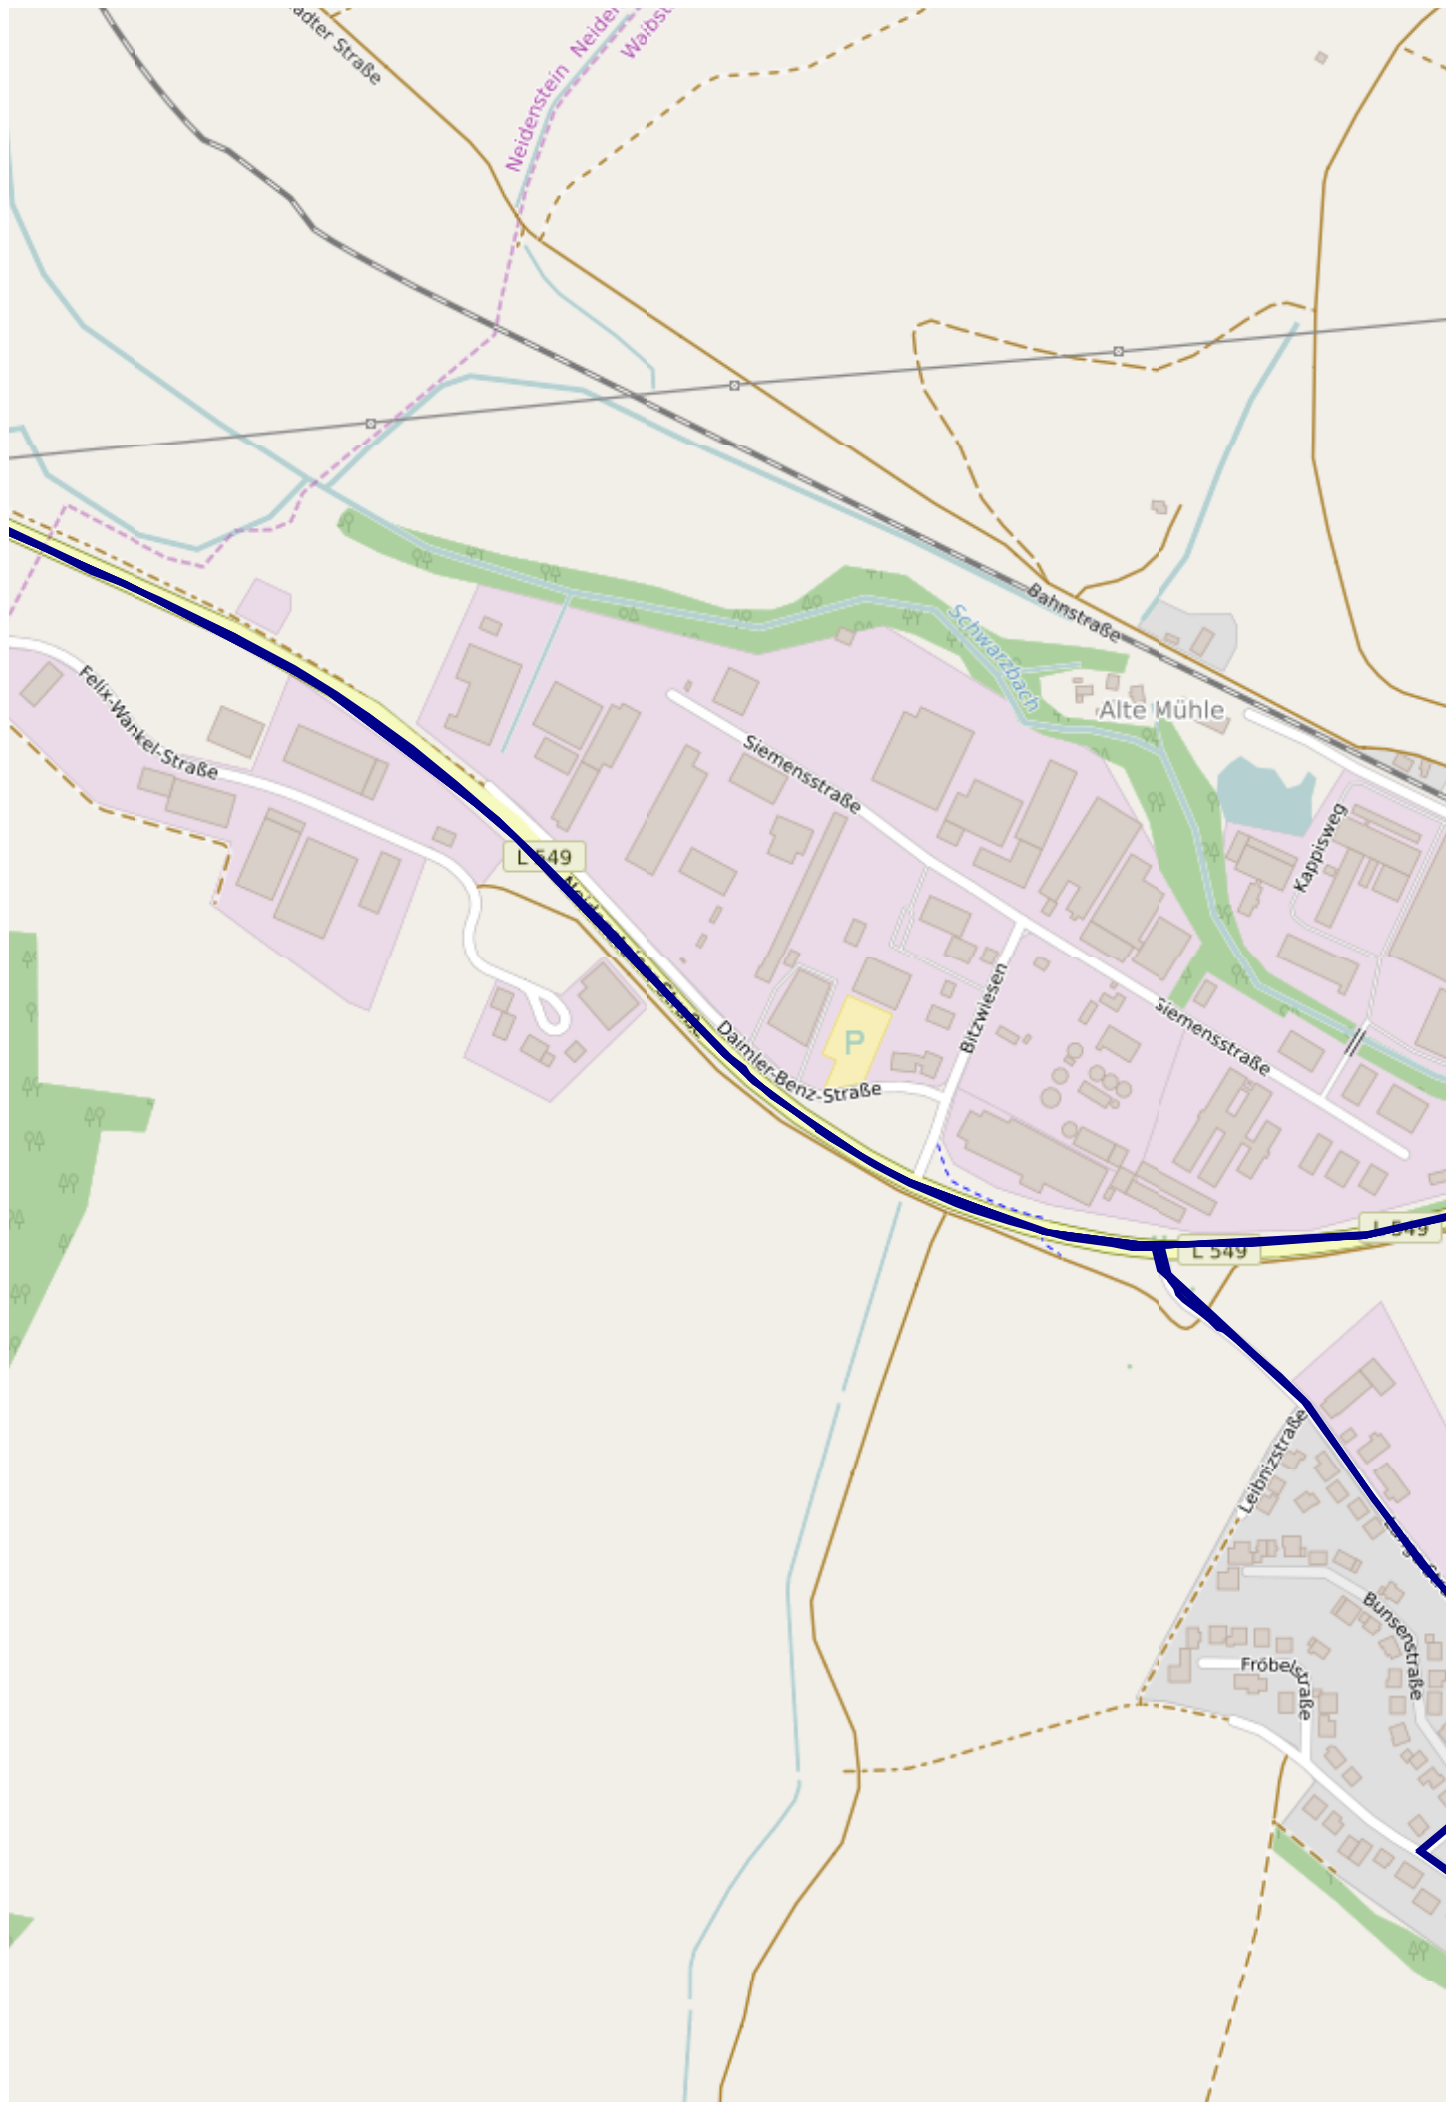 adter Straße
Neidenstein
Neiden
Waibst
Bahnstraße
Schwarzbach
Alte Mühle
Felix-Wankel-Straße
Siemensstraße
Kappisweg
L 549
Daimler-Benz-Straße
P
Bitzwiesen
Siemensstraße
L 549
L 549
Leibnizstraße
Bunsenstraße
Fröbelstraße